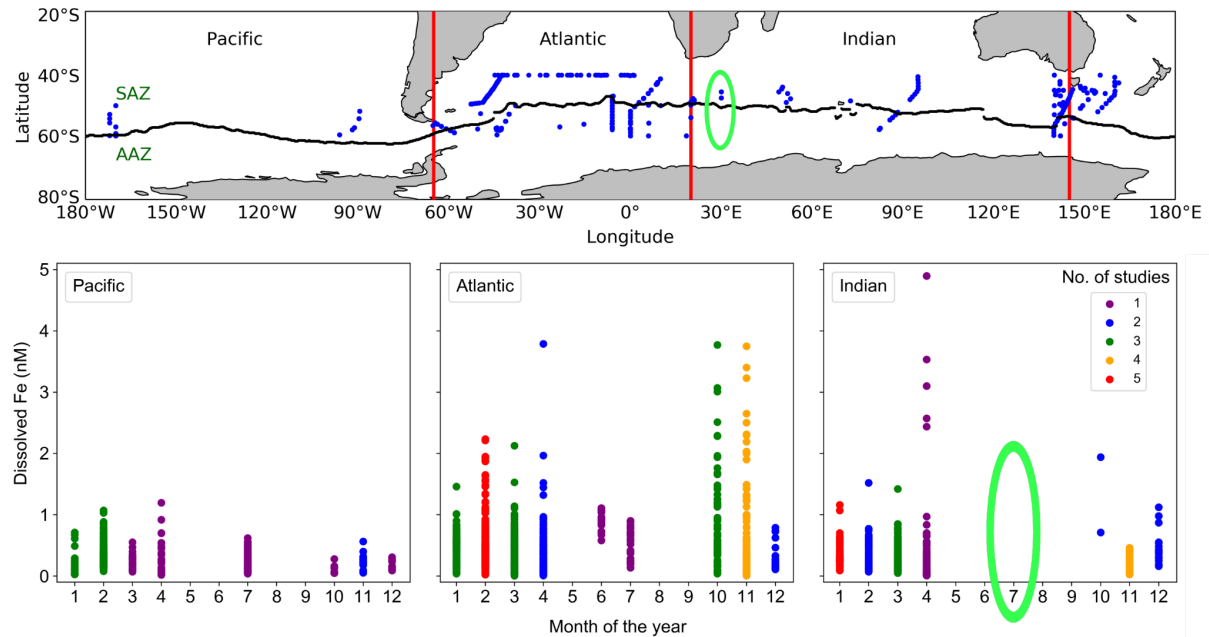 20°S
40°S
60°S
80°S
Latitude
Pacific
Atlantic
Indian
SAZ
AAZ
180°W 150°W 120°W 90°W 60°W 30°W 0° 30°E 60°E 90°E 120°E 150°E 180°E
Longitude
Dissolved Fe (nM)
5
4
3
2
1
0
Pacific
1 2 3 4 5 6 7 8 9 10 11 12
Atlantic
1 2 3 4 5 6 7 8 9 10 11 12
Indian
No. of studies
1
2
3
4
5
1 2 3 4 5 6 7 8 9 10 11 12
Month of the year